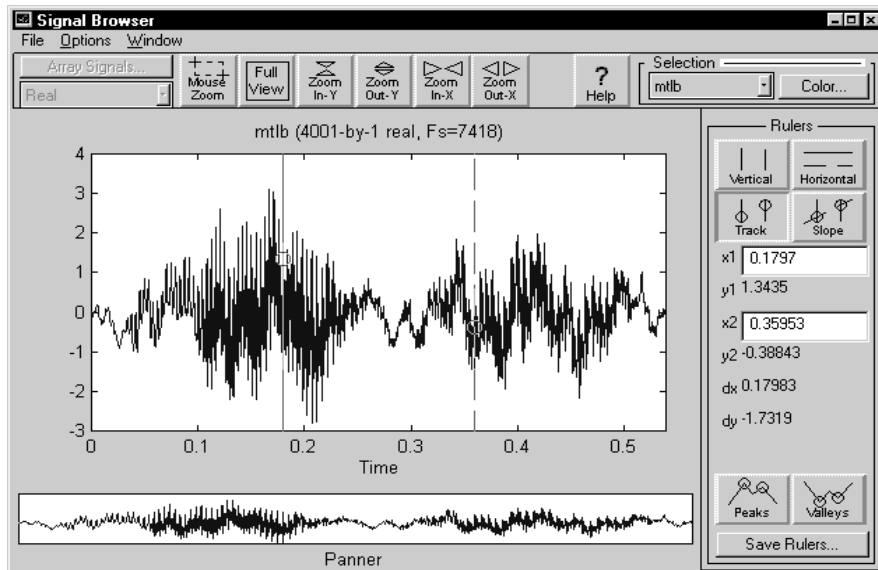 Signal Browser
File Options Window
Array Signals...
Real
Mouse Zoom
Full View
Zoom In-Y
Zoom Out-Y
Zoom In-X
Zoom Out-X
? Help
Selection
mtlb
Color...
mtlb (4001-by-1 real, Fs=7418)
4
3
2
1
0
-1
-2
-3
0 0.1 0.2 0.3 0.4 0.5
Time
Panner
Rulers
Vertical
Horizontal
Track
Slope
x1 0.1797
y1 1.3435
x2 0.35953
y2 -0.38843
dx 0.17983
dy -1.7319
Peaks
Valleys
Save Rulers...